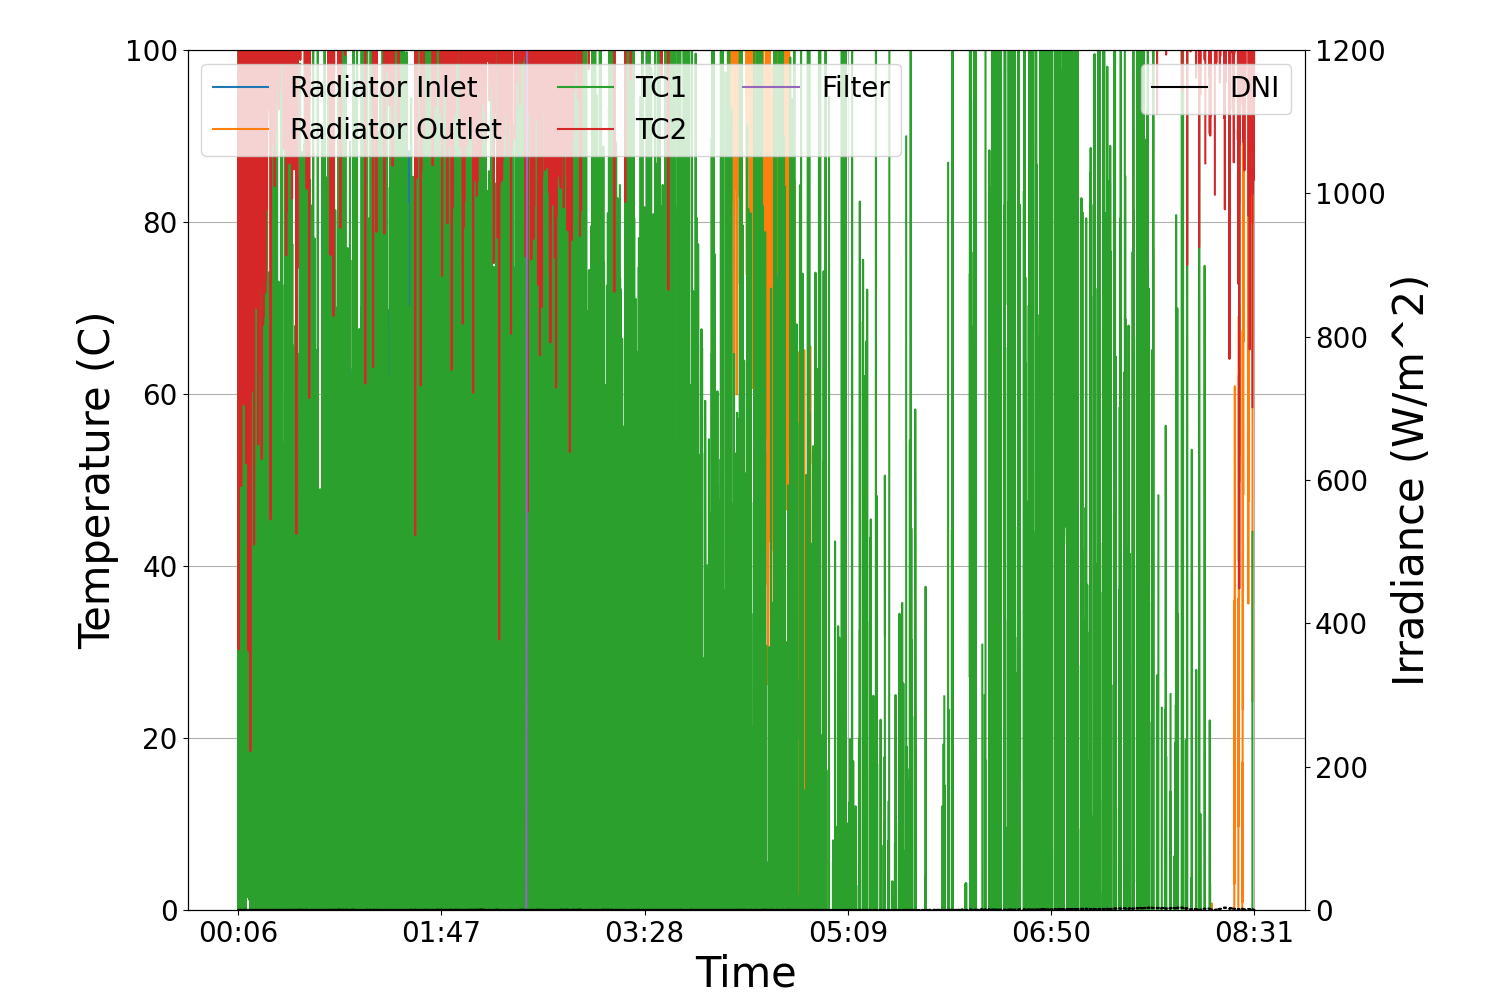 100
80
60
40
20
0
Temperature (C)
Radiator Inlet
Radiator Outlet
TC1
TC2
Filter
DNI
1200
1000
800
600
400
200
0
Irradiance (W/m^2)
00:06
01:47
03:28
05:09
06:50
08:31
Time